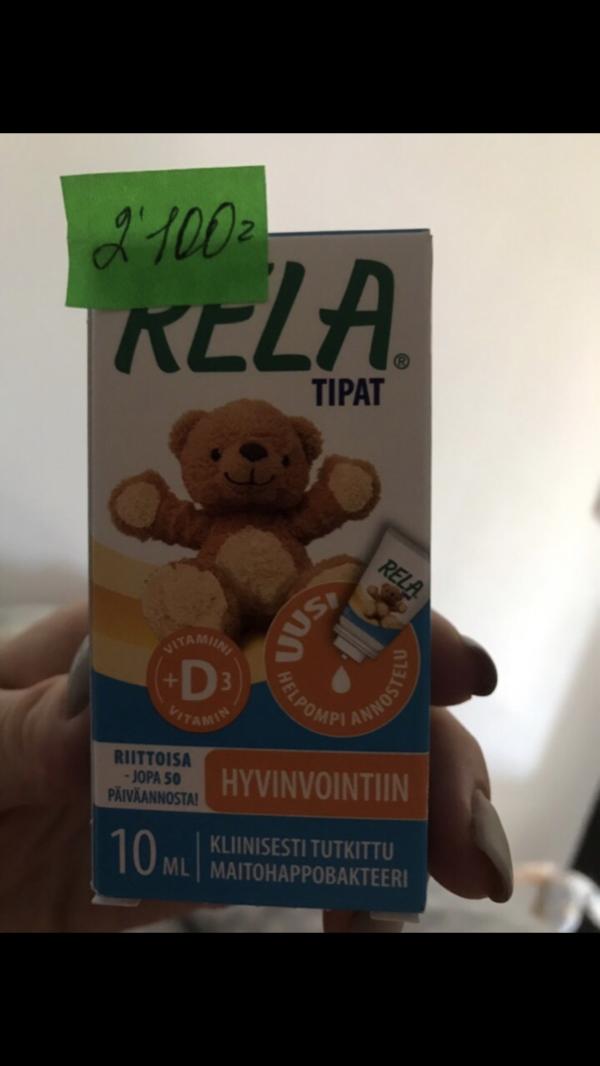 2'100=
RELA®
TIPAT
RELA
UUSI
HELPOMPI ANNOSTELU
VITAMIINI
+D3
VITAMIN
RIITTOISA
- JOPA 50
PÄIVÄANNOSTA!
HYVINVOINTIIN
10 ML
KLIINISESTI TUTKITTU
MAITOHAPPOBAKTEERI